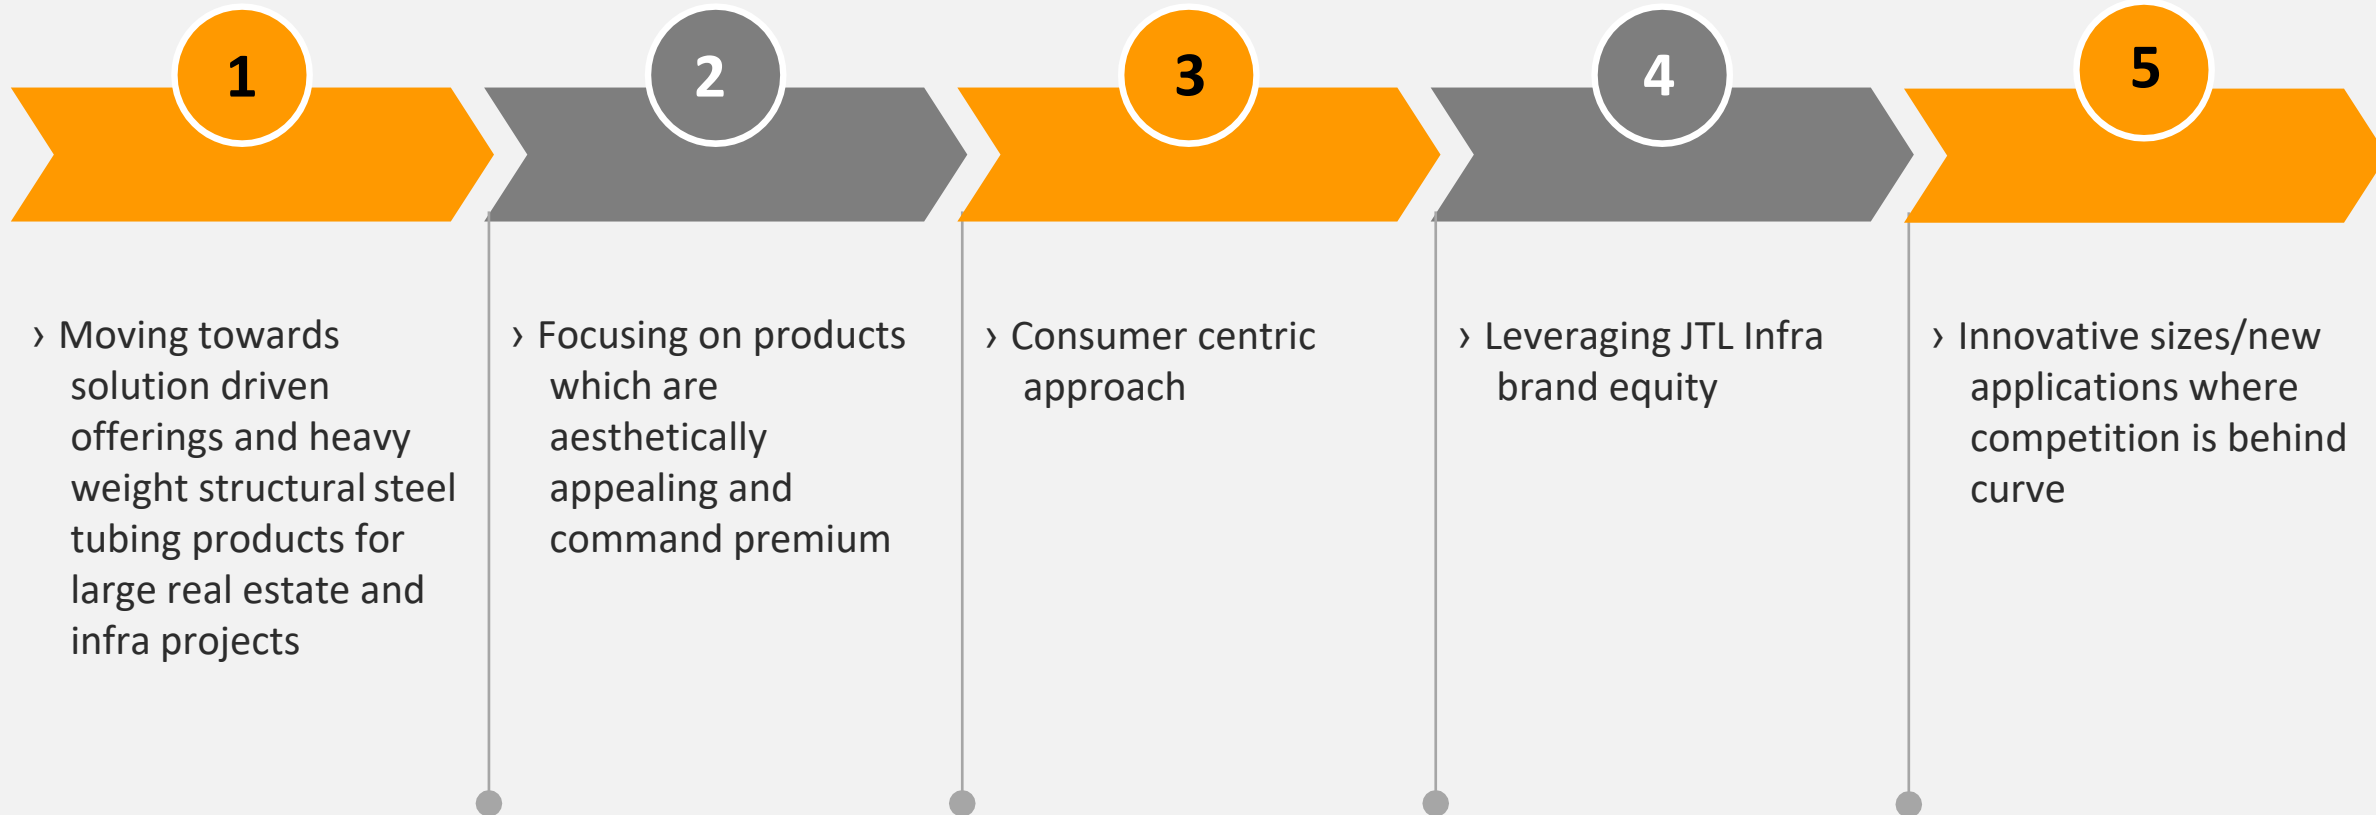 1
2
3
4
5
› Moving towards
solution driven
offerings and heavy
weight structural steel
tubing products for
large real estate and
infra projects
› Focusing on products
which are
aesthetically
appealing and
command premium
› Consumer centric
approach
› Leveraging JTL Infra
brand equity
› Innovative sizes/new
applications where
competition is behind
curve